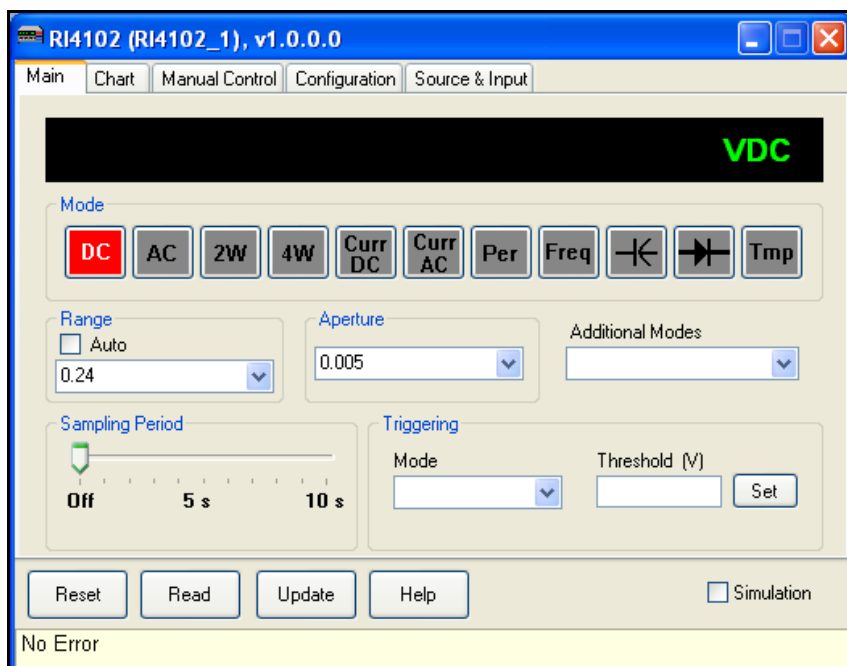 RI4102 (RI4102_1), v1.0.0.0
Main Chart Manual Control Configuration Source & Input
VDC
Mode
DC AC 2W 4W Curr DC Curr AC Per Freq Tmp
Range
Auto
0.24
Aperture
0.005
Additional Modes
Sampling Period
Off 5 s 10 s
Triggering
Mode
Threshold (V)
Set
Reset Read Update Help
Simulation
No Error